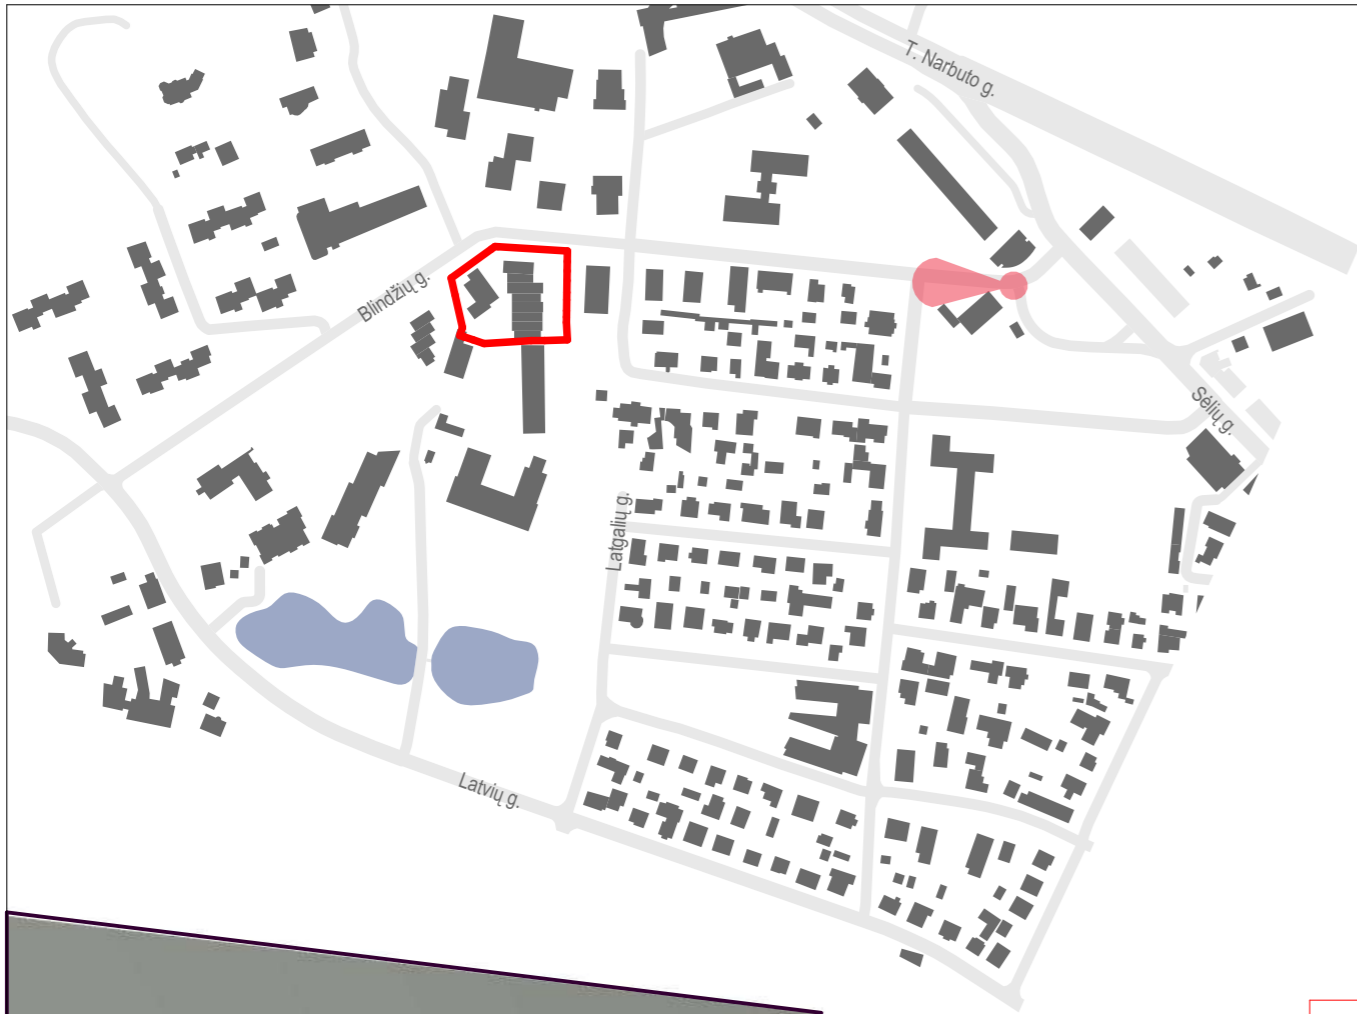 T. Narbuto g.
Blindžių g.
Sėlių g.
Latgalių g.
Latvių g.